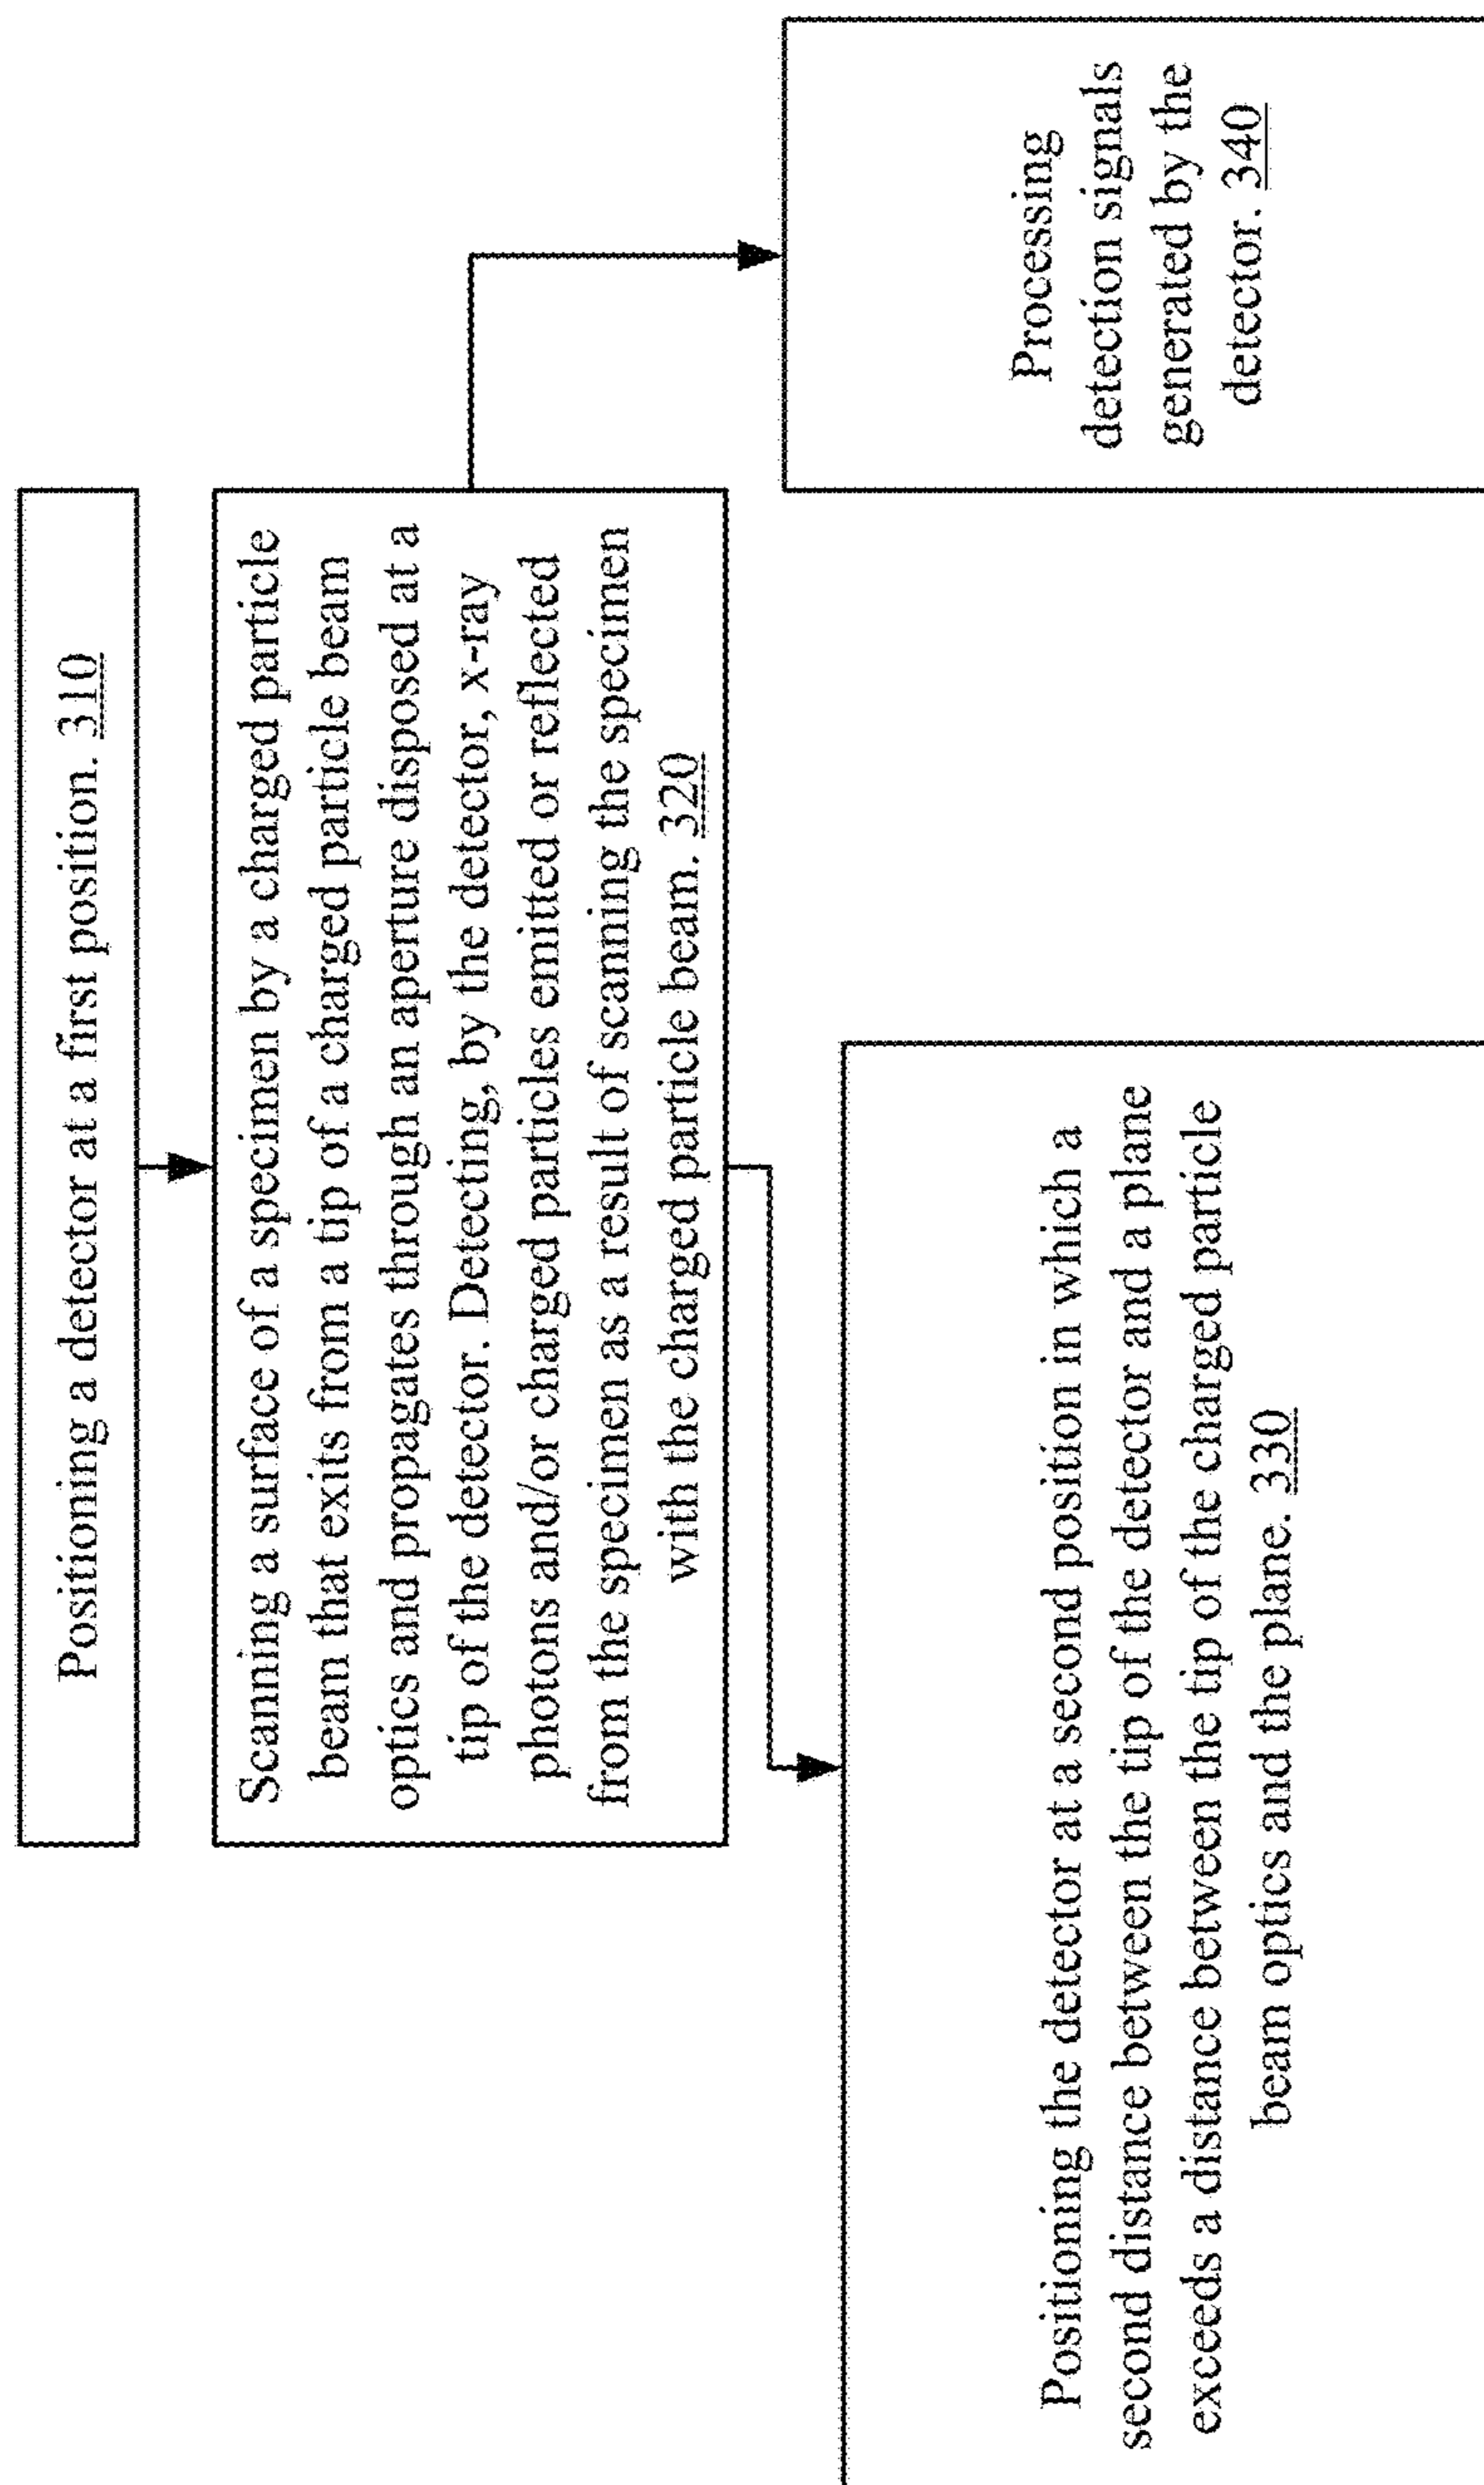 Positioning a detector at a first position. 310
Scanning a surface of a specimen by a charged particle
beam that exits from a tip of a charged particle beam
optics and propagates through an aperture disposed at a
tip of the detector. Detecting, by the detector, x-ray
photons and/or charged particles emitted or reflected
from the specimen as a result of scanning the specimen
with the charged particle beam. 320
Positioning the detector at a second position in which a
second distance between the tip of the detector and a plane
exceeds a distance between the tip of the charged particle
beam optics and the plane. 330
Processing
detection signals
generated by the
detector. 340